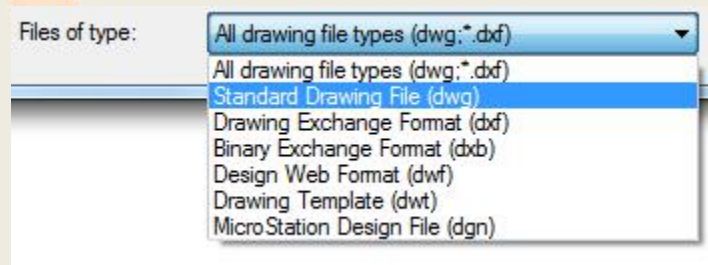 Files of type:
All drawing file types (dwg;*.dxf)
All drawing file types (dwg;*.dxf)
Standard Drawing File (dwg)
Drawing Exchange Format (dxf)
Binary Exchange Format (dxb)
Design Web Format (dwf)
Drawing Template (dwt)
MicroStation Design File (dgn)